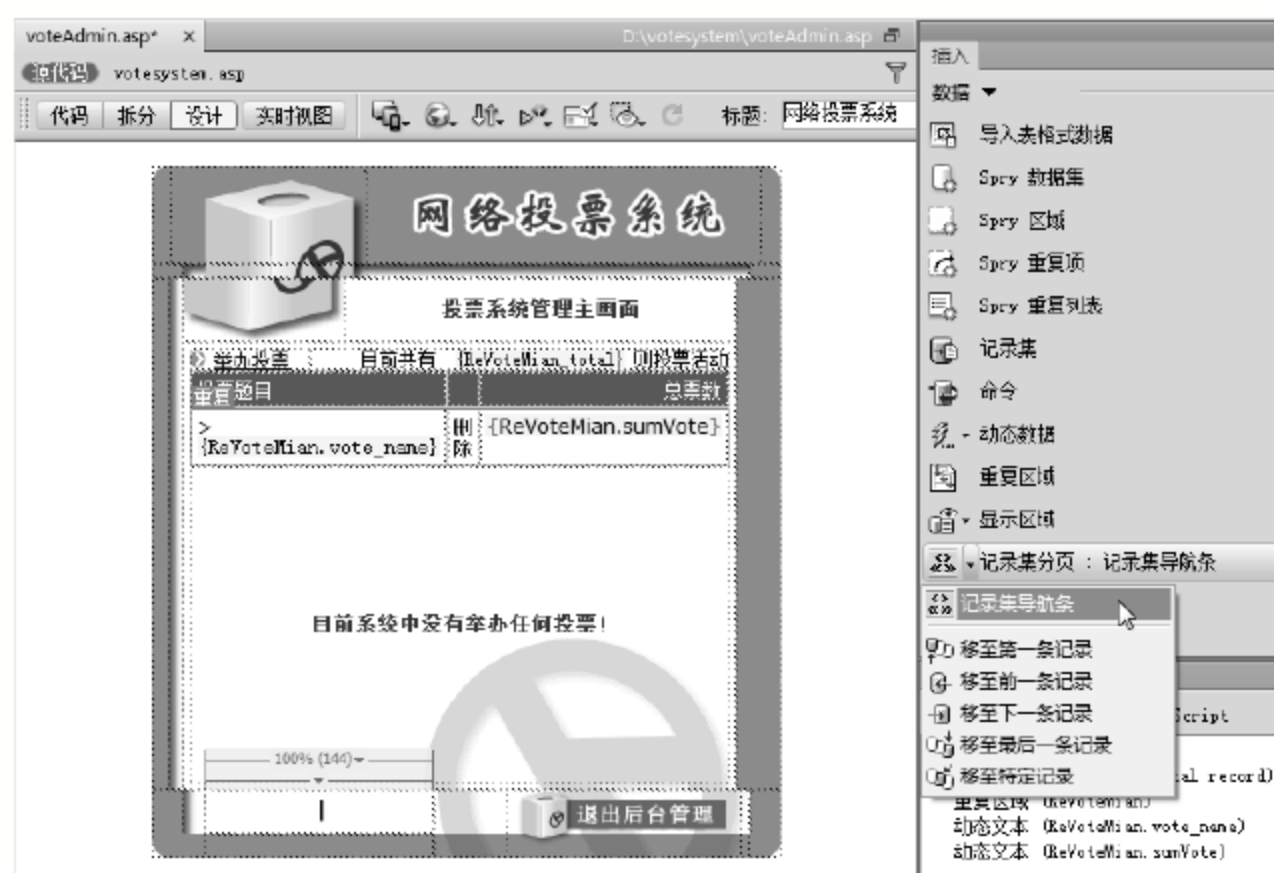 voteAdmin.asp* × D:\votesystem\voteAdmin.asp
源代码 votesystem.asp
代码 拆分 设计 实时视图 标题: 网络投票系统
网络投票系统
投票系统管理主画面
举办投票 目前共有 {ReVoteMian_total} 则投票活动
重置题目 总票数
> {ReVoteMian.vote_name} 删除 {ReVoteMian.sumVote}
目前系统中没有举办任何投票!
100% (144)
退出后台管理
插入
数据
导入表格式数据
Spry 数据集
Spry 区域
Spry 重复项
Spry 重复列表
记录集
命令
动态数据
重复区域
显示区域
记录集分页 : 记录集导航条
记录集导航条
移至第一条记录
移至前一条记录
移至下一条记录
移至最后一条记录
移至特定记录
Script
al record)
重复区域 (ReVoteMian)
动态文本 (ReVoteMian.vote_name)
动态文本 (ReVoteMian.sumVote)